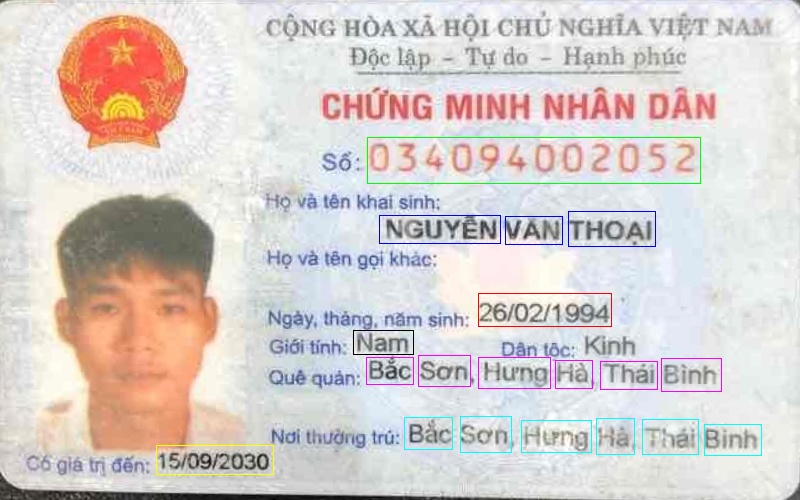 CỘNG HÒA XÃ HỘI CHỦ NGHĨA VIỆT NAM
Độc lập - Tự do - Hạnh phúc
CHỨNG MINH NHÂN DÂN
Số: 034094002052
Họ và tên khai sinh:
NGUYỄN VĂN THOẠI
Họ và tên gọi khác:
Ngày, tháng, năm sinh: 26/02/1994
Giới tính: Nam Dân tộc: Kinh
Quê quán: Bắc Sơn, Hưng Hà, Thái Bình
Nơi thường trú: Bắc Sơn, Hưng Hà, Thái Bình
Có giá trị đến: 15/09/2030